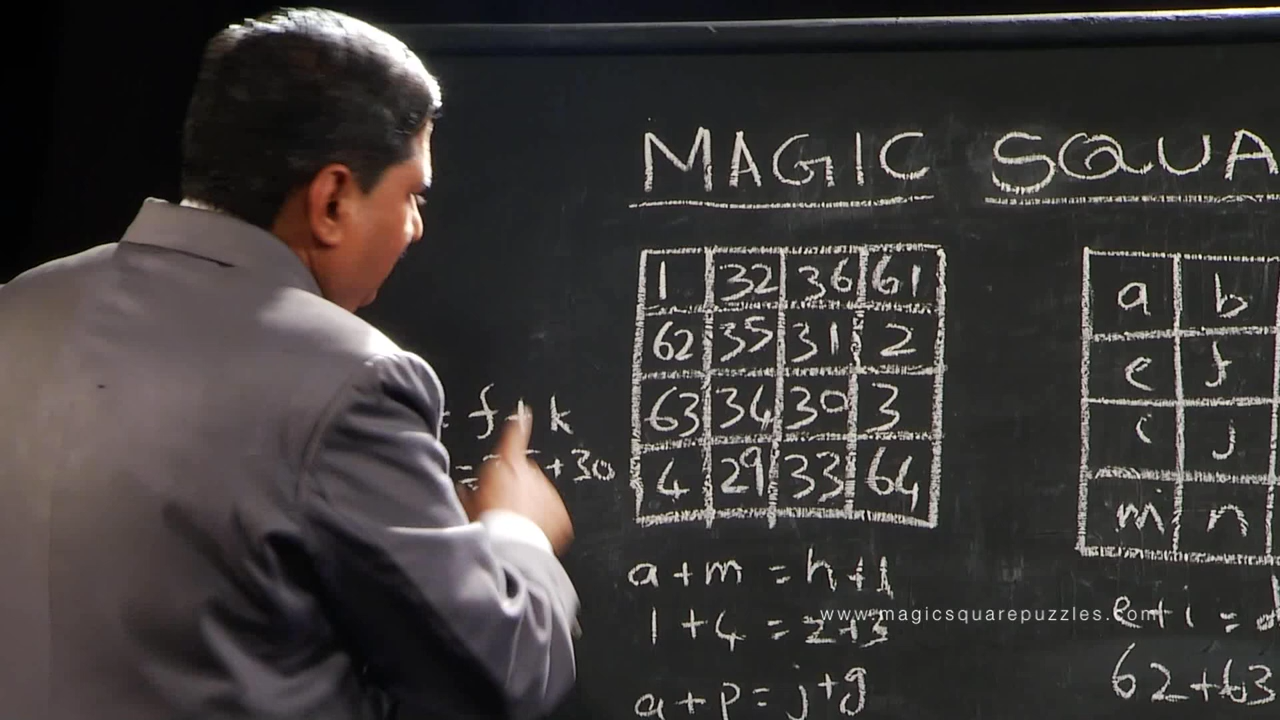 MAGIC SQUA
1 32 36 61
62 35 31 2
63 34 30 3
4 29 33 64
a b
e f
i j
m n
= f + k
= +30
a+m = h+l
1+4 = 2+3
a+p = j+g
www.magicsquarepuzzles.com
e+i = d
62+63